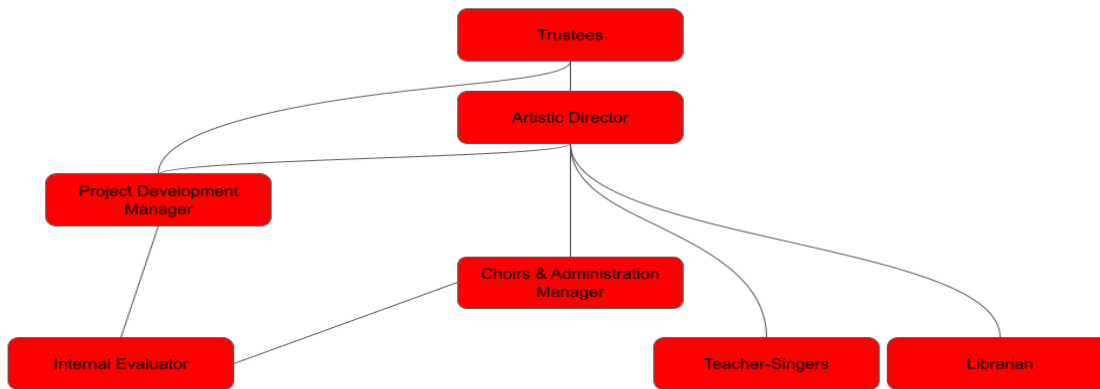 Trustees
Artistic Director
Project Development
Manager
Choirs & Administration
Manager
Internal Evaluator
Teacher-Singers
Librarian